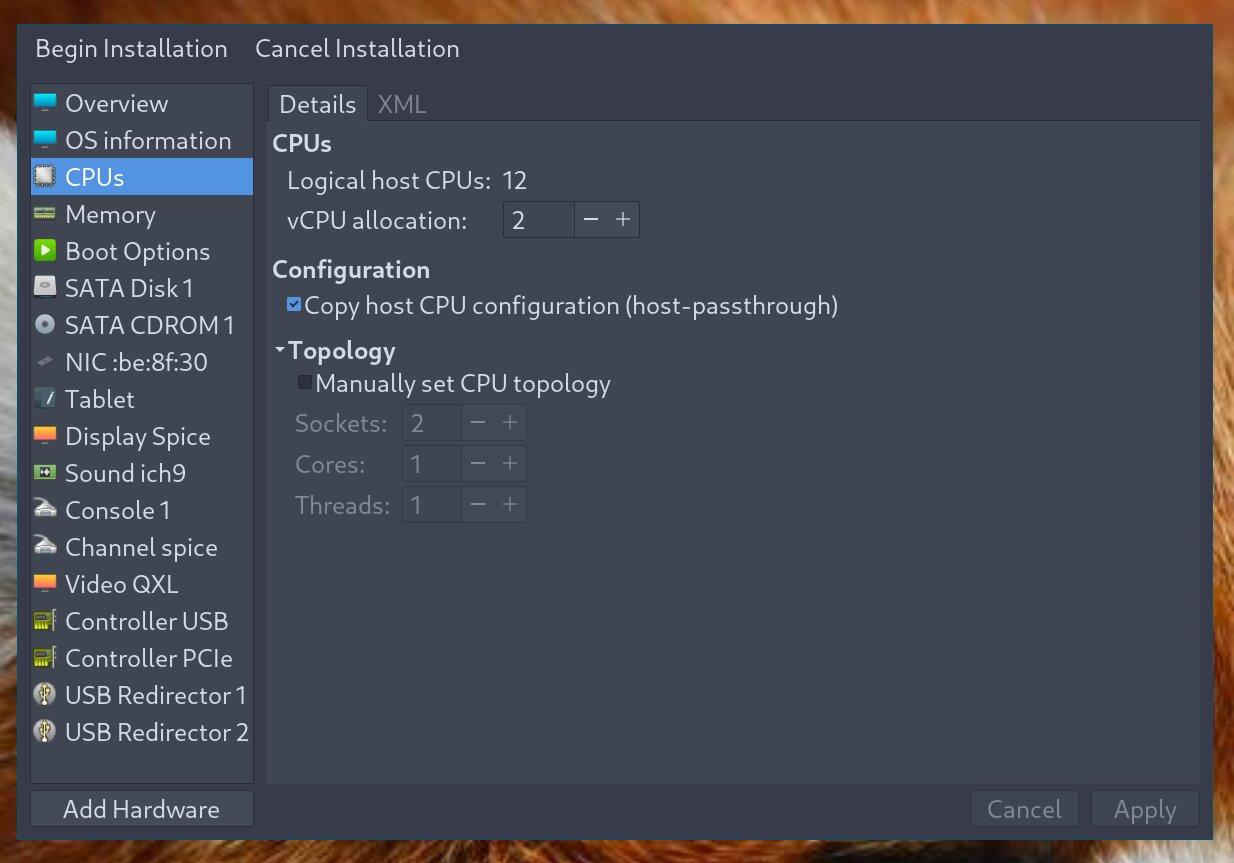 Begin Installation Cancel Installation
Overview
OS information
CPUs
Memory
Boot Options
SATA Disk 1
SATA CDROM 1
NIC :be:8f:30
Tablet
Display Spice
Sound ich9
Console 1
Channel spice
Video QXL
Controller USB
Controller PCIe
USB Redirector 1
USB Redirector 2
Add Hardware
Details XML
CPUs
Logical host CPUs: 12
vCPU allocation: 2 − +
Configuration
Copy host CPU configuration (host-passthrough)
Topology
Manually set CPU topology
Sockets: 2 − +
Cores: 1 − +
Threads: 1 − +
Cancel Apply